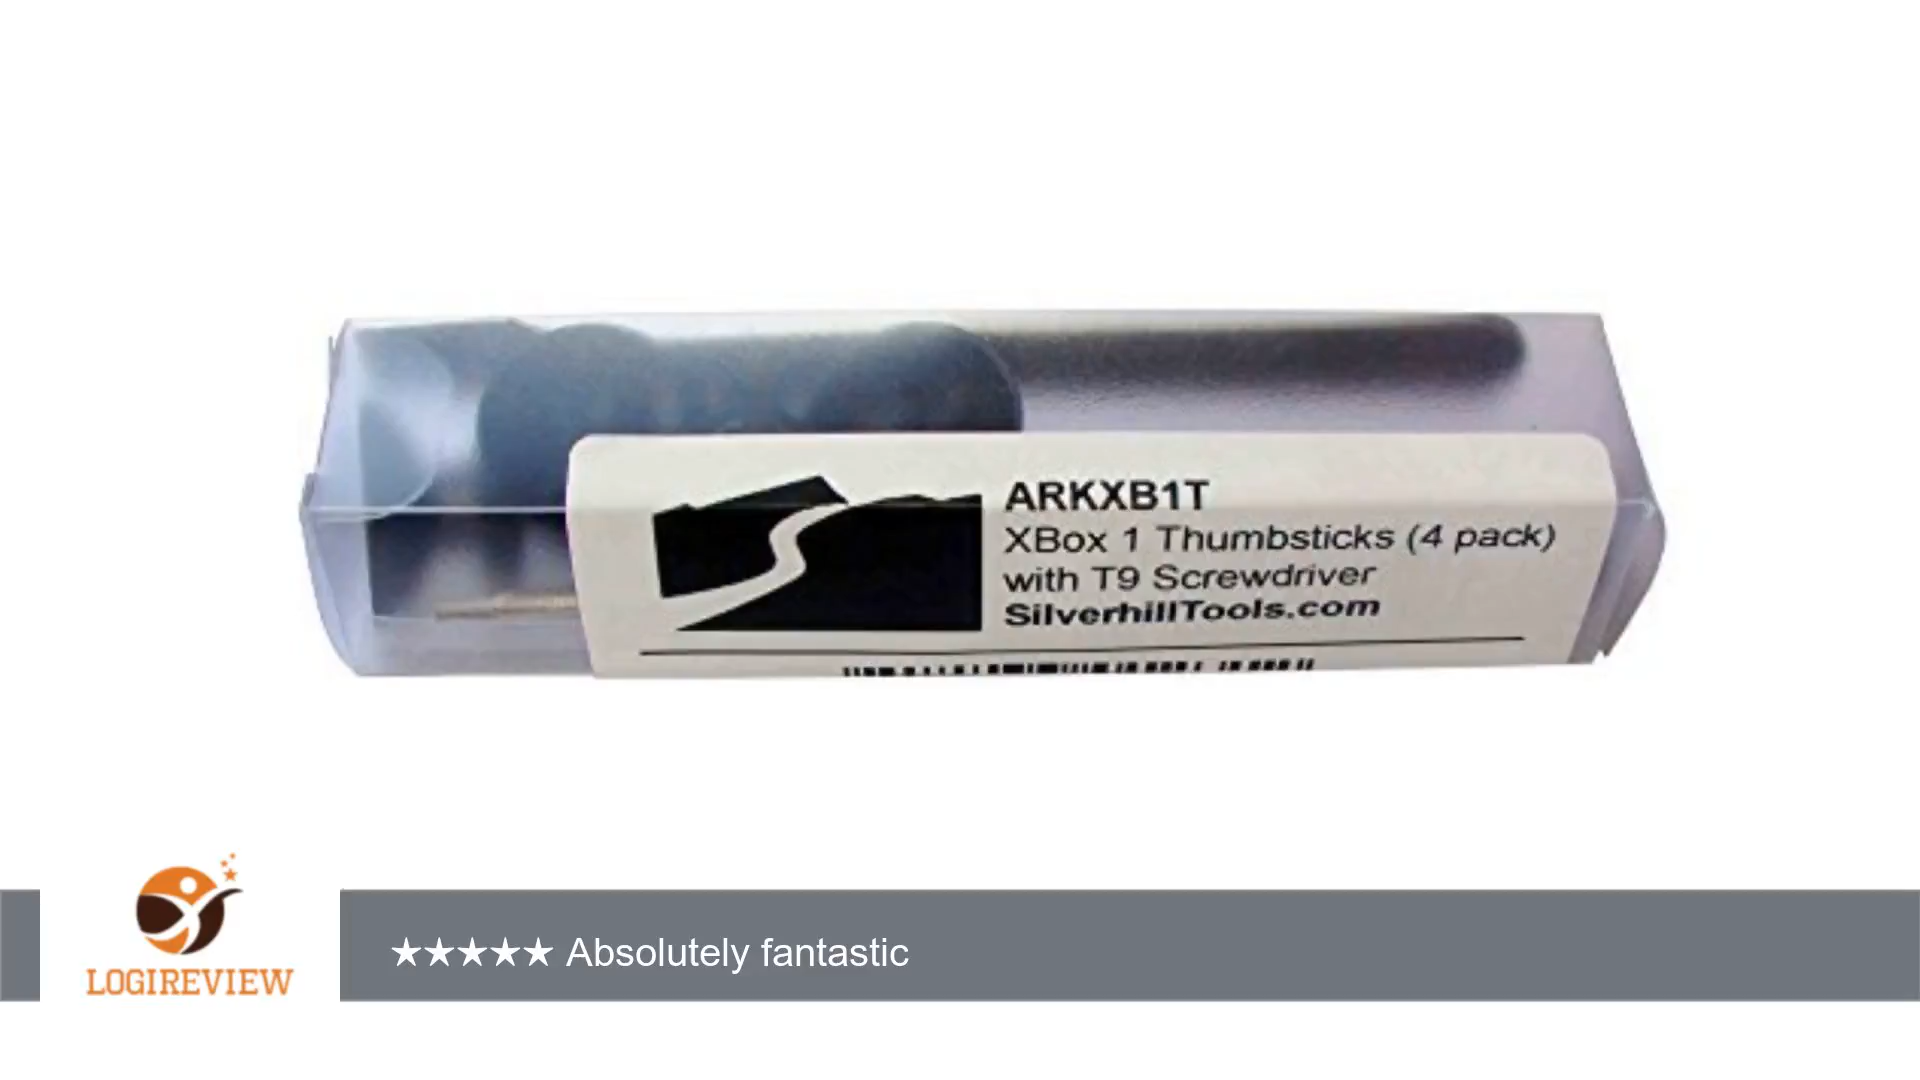 ARKXB1T
XBox 1 Thumbsticks (4 pack)
with T9 Screwdriver
SilverhillTools.com
LOGIREVIEW
★★★★★ Absolutely fantastic